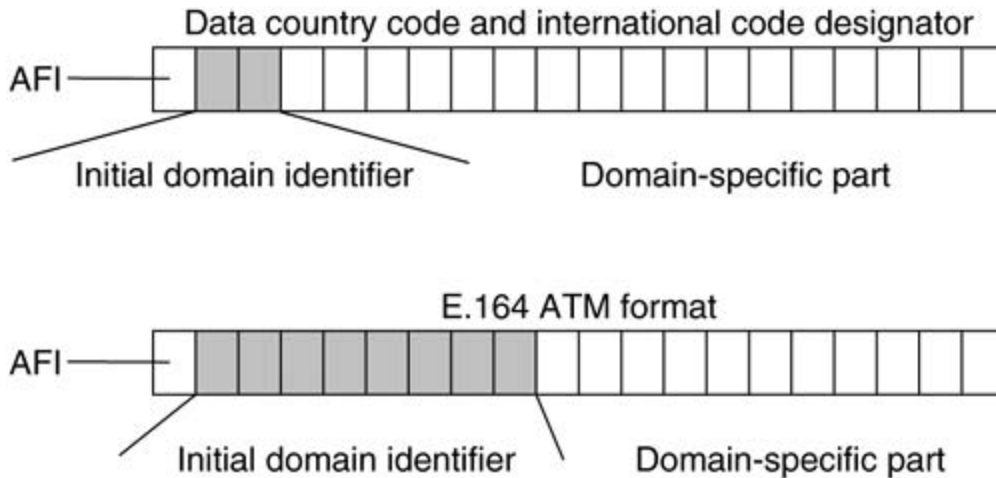 Data country code and international code designator
AFI
Initial domain identifier Domain-specific part
E.164 ATM format
AFI
Initial domain identifier Domain-specific part